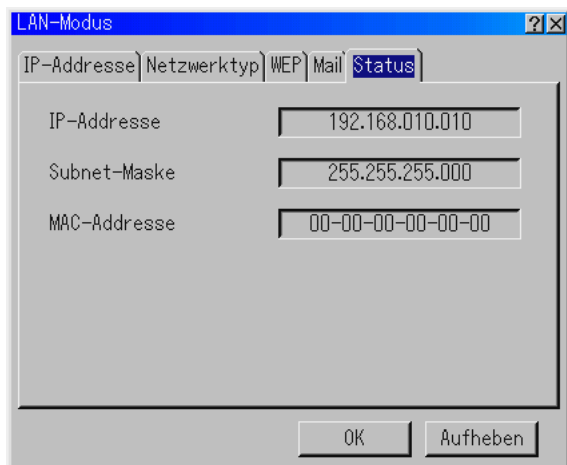 LAN-Modus ? ×
IP-Addresse Netzwerktyp WEP Mail Status
IP-Addresse 192.168.010.010
Subnet-Maske 255.255.255.000
MAC-Addresse 00-00-00-00-00-00
OK Aufheben